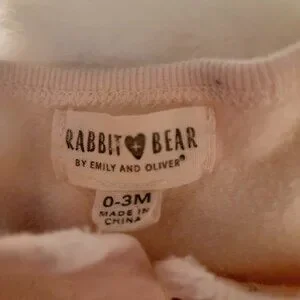 RABBIT BEAR
BY EMILY AND OLIVER®
0-3M
MADE IN
CHINA